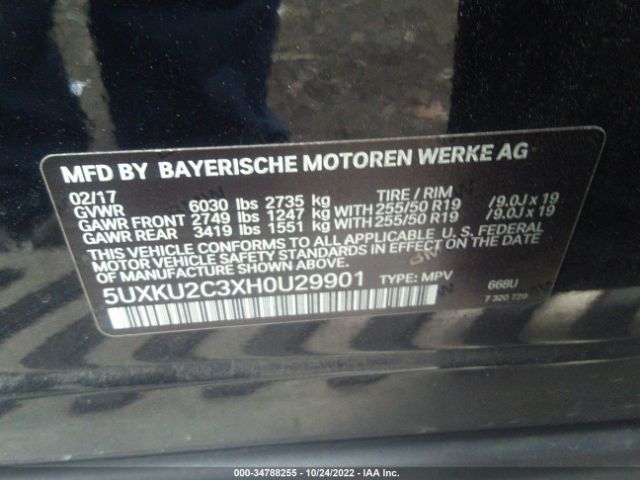 MFD BY BAYERISCHE MOTOREN WERKE AG
02/17 TIRE / RIM
GVWR 6030 lbs 2735 kg
GAWR FRONT 2749 lbs 1247 kg WITH 255/50 R19 /9.0J x 19
GAWR REAR 3419 lbs 1551 kg WITH 255/50 R19 /9.0J x 19
THIS VEHICLE CONFORMS TO ALL APPLICABLE U. S. FEDERAL
MOTOR VEHICLE SAFETY STANDARDS IN EFFECT ON THE
DATE OF MANUFACTURE SHOWN ABOVE.
5UXKU2C3XH0U29901 TYPE: MPV 668U
7 320 720
000-34788255 - 10/24/2022 - IAA Inc.